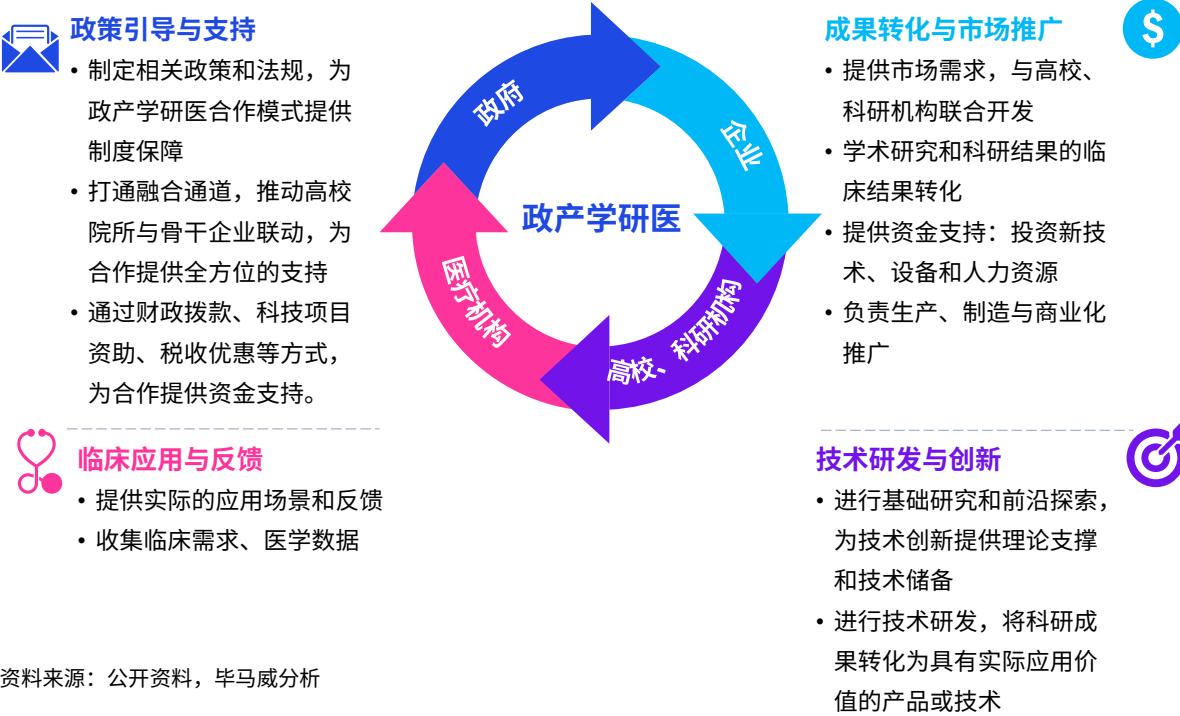 政策引导与支持
• 制定相关政策和法规，为
政产学研医合作模式提供
制度保障
• 打通融合通道，推动高校
院所与骨干企业联动，为
合作提供全方位的支持
• 通过财政拨款、科技项目
资助、税收优惠等方式，
为合作提供资金支持。
政府
企业
政产学研医
医疗机构
高校、科研机构
成果转化与市场推广
$
• 提供市场需求，与高校、
科研机构联合开发
• 学术研究和科研结果的临
床结果转化
• 提供资金支持：投资新技
术、设备和人力资源
• 负责生产、制造与商业化
推广
临床应用与反馈
• 提供实际的应用场景和反馈
• 收集临床需求、医学数据
技术研发与创新
• 进行基础研究和前沿探索，
为技术创新提供理论支撑
和技术储备
• 进行技术研发，将科研成
果转化为具有实际应用价
值的产品或技术
资料来源：公开资料，毕马威分析